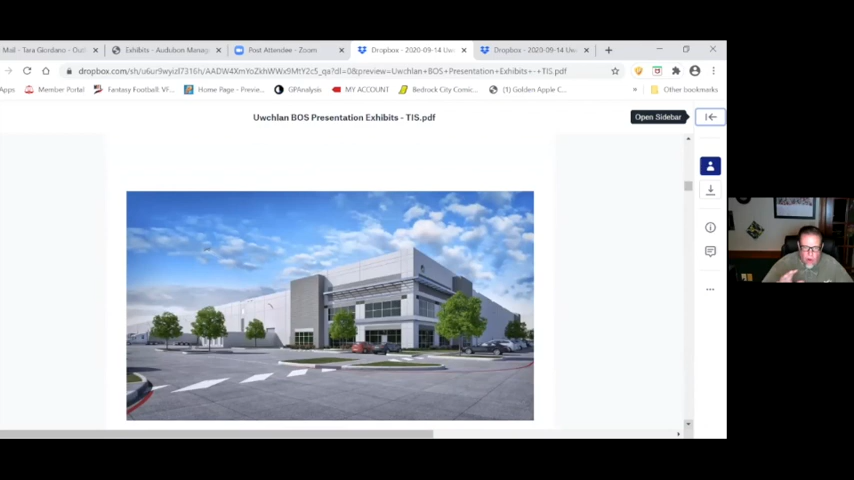 Mail - Tara Giordano - Outl
Exhibits - Audubon Manag
Post Attendee - Zoom
Dropbox - 2020-09-14 Uw
Dropbox - 2020-09-14 Uw
dropbox.com/sh/u6ur9wyizl7316h/AADW4XmYoZkhWWx9MtY2c5_qa?dl=0&preview=Uwchlan+BOS+Presentation+Exhibits+-+TIS.pdf
Apps
Member Portal
Fantasy Football: VF...
Home Page - Previe...
GPAnalysis
MY ACCOUNT
Bedrock City Comic...
(1) Golden Apple C...
Other bookmarks
Uwchlan BOS Presentation Exhibits - TIS.pdf
Open Sidebar